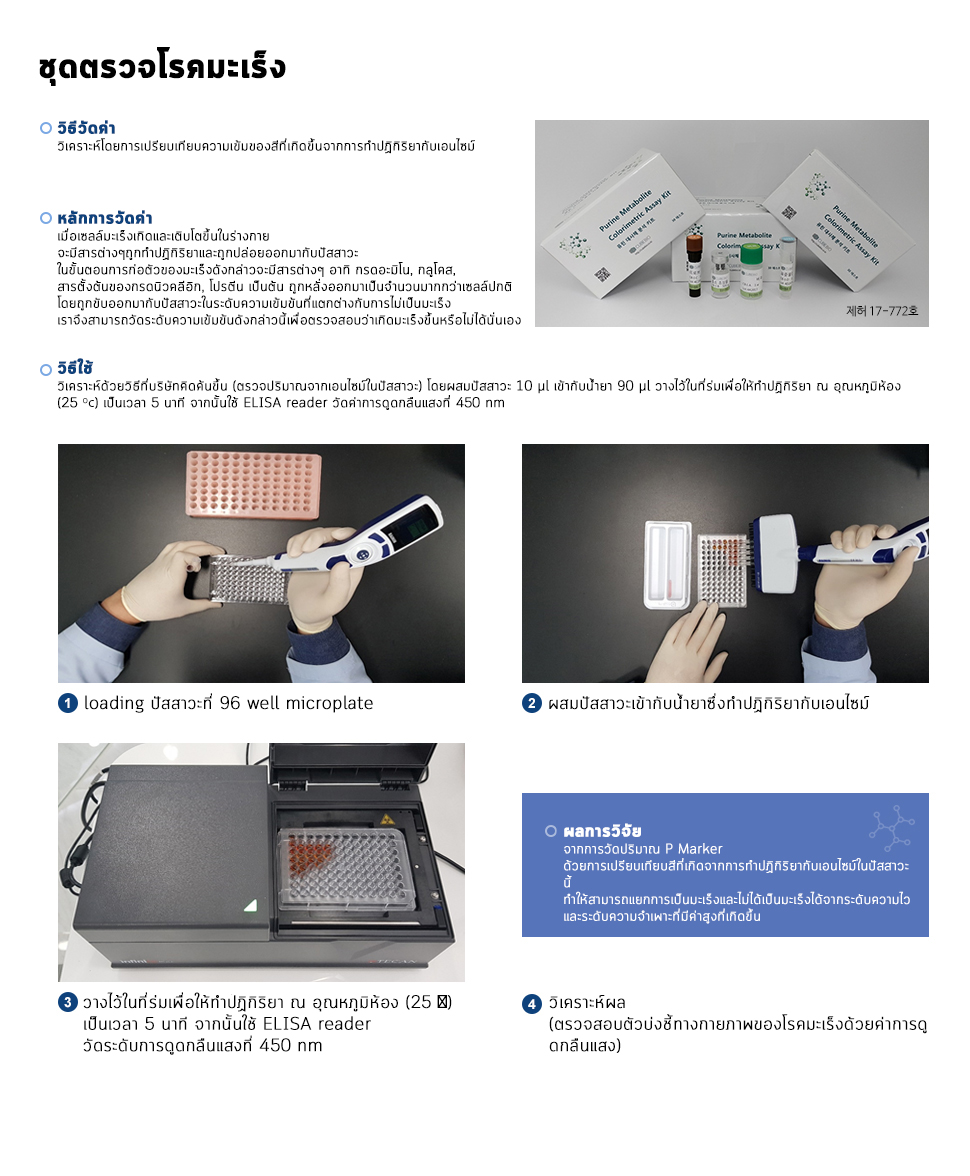 ชุดตรวจโรคมะเร็ง
วิธีวัดค่า
วิเคราะห์โดยการเปรียบเทียบความเข้มของสีที่เกิดขึ้นจากการทำปฏิกิริยากับเอนไซม์
หลักการวัดค่า
เมื่อเซลล์มะเร็งเกิดและเติบโตขึ้นในร่างกาย
จะมีสารต่างๆถูกทำปฏิกิริยาและถูกปล่อยออกมากับปัสสาวะ
ในขั้นตอนการก่อตัวของมะเร็งดังกล่าวจะมีสารต่างๆ อาทิ กรดอะมิโน, กลูโคส,
สารตั้งต้นของกรดนิวคลีอิก, โปรตีน เป็นต้น ถูกหลั่งออกมาเป็นจำนวนมากกว่าเซลล์ปกติ
โดยถูกขับออกมากับปัสสาวะในระดับความเข้มข้นที่แตกต่างกับการไม่เป็นมะเร็ง
เราจึงสามารถวัดระดับความเข้มข้นดังกล่าวนี้เพื่อตรวจสอบว่าเกิดมะเร็งขึ้นหรือไม่ได้นั่นเอง
Purine Metabolite
Colorimetric Assay Kit
Purine Metabolite
Colorimetric Assay K
Purine Metabolite
Colorimetric Assay Kit
제허 17-772호
วิธีใช้
วิเคราะห์ด้วยวิธีที่บริษัทคิดค้นขึ้น (ตรวจปริมาณจากเอนไซม์ในปัสสาวะ) โดยผสมปัสสาวะ 10 µl เข้ากับน้ำยา 90 µl วางไว้ในที่ร่มเพื่อให้ทำปฏิกิริยา ณ อุณหภูมิห้อง
(25 ºc) เป็นเวลา 5 นาที จากนั้นใช้ ELISA reader วัดค่าการดูดกลืนแสงที่ 450 nm
1 loading ปัสสาวะที่ 96 well microplate
2 ผสมปัสสาวะเข้ากับน้ำยาซึ่งทำปฏิกิริยากับเอนไซม์
ผลการวิจัย
จากการวัดปริมาณ P Marker
ด้วยการเปรียบเทียบสีที่เกิดจากการทำปฏิกิริยากับเอนไซม์ในปัสสาวะ
นี้
ทำให้สามารถแยกการเป็นมะเร็งและไม่ได้เป็นมะเร็งได้จากระดับความไว
และระดับความจำเพาะที่มีค่าสูงที่เกิดขึ้น
3 วางไว้ในที่ร่มเพื่อให้ทำปฏิกิริยา ณ อุณหภูมิห้อง (25 )
เป็นเวลา 5 นาที จากนั้นใช้ ELISA reader
วัดระดับการดูดกลืนแสงที่ 450 nm
4 วิเคราะห์ผล
(ตรวจสอบตัวบ่งชี้ทางกายภาพของโรคมะเร็งด้วยค่าการดู
ดกลืนแสง)